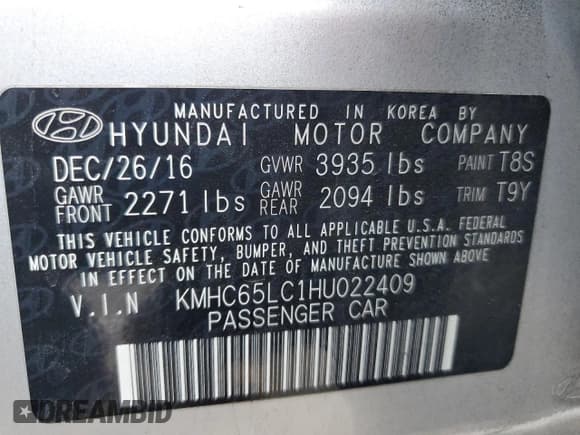 MANUFACTURED IN KOREA BY
HYUNDAI MOTOR COMPANY
DEC/26/16 GVWR 3935 lbs PAINT T8S
GAWR FRONT 2271 lbs GAWR REAR 2094 lbs TRIM T9Y
THIS VEHICLE CONFORMS TO ALL APPLICABLE U.S.A. FEDERAL
MOTOR VEHICLE SAFETY, BUMPER, AND THEFT PREVENTION STANDARDS
IN EFFECT ON THE DATE OF MANUFACTURE SHOWN ABOVE
V.I.N KMHC65LC1HU022409
PASSENGER CAR
DREAMBID